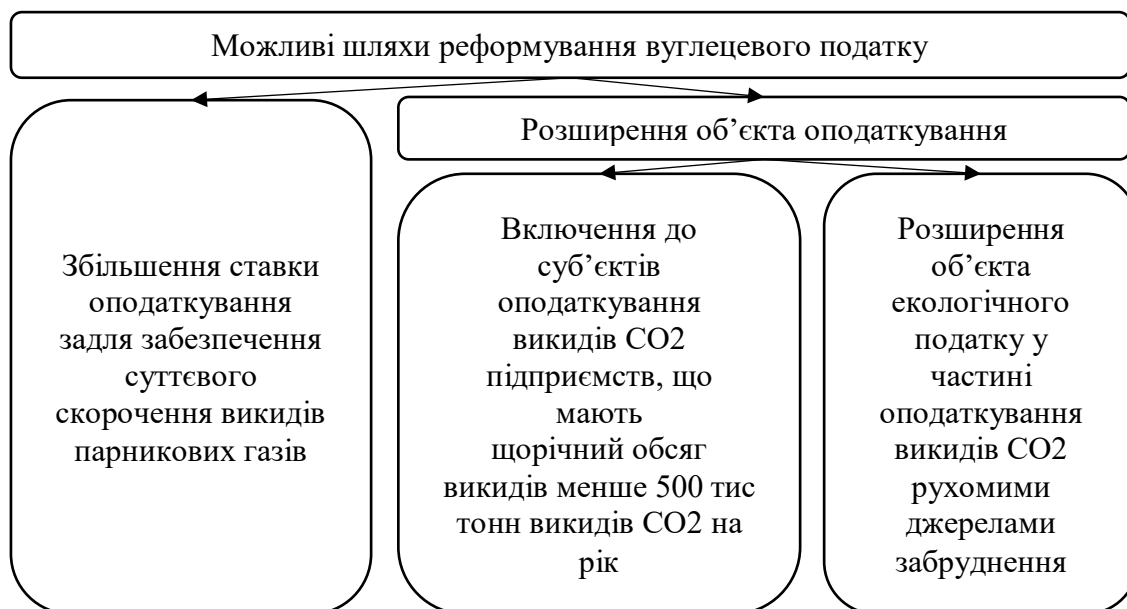 Можливі шляхи реформування вуглецевого податку
Розширення об’єкта оподаткування
Збільшення ставки
оподаткування
задля забезпечення
суттєвого
скорочення викидів
парникових газів
Включення до
суб’єктів
оподаткування
викидів СО2
підприємств, що
мають
щорічний обсяг
викидів менше 500 тис
тонн викидів СО2 на
рік
Розширення
об’єкта
екологічного
податку у
частині
оподаткування
викидів СО2
рухомими
джерелами
забруднення